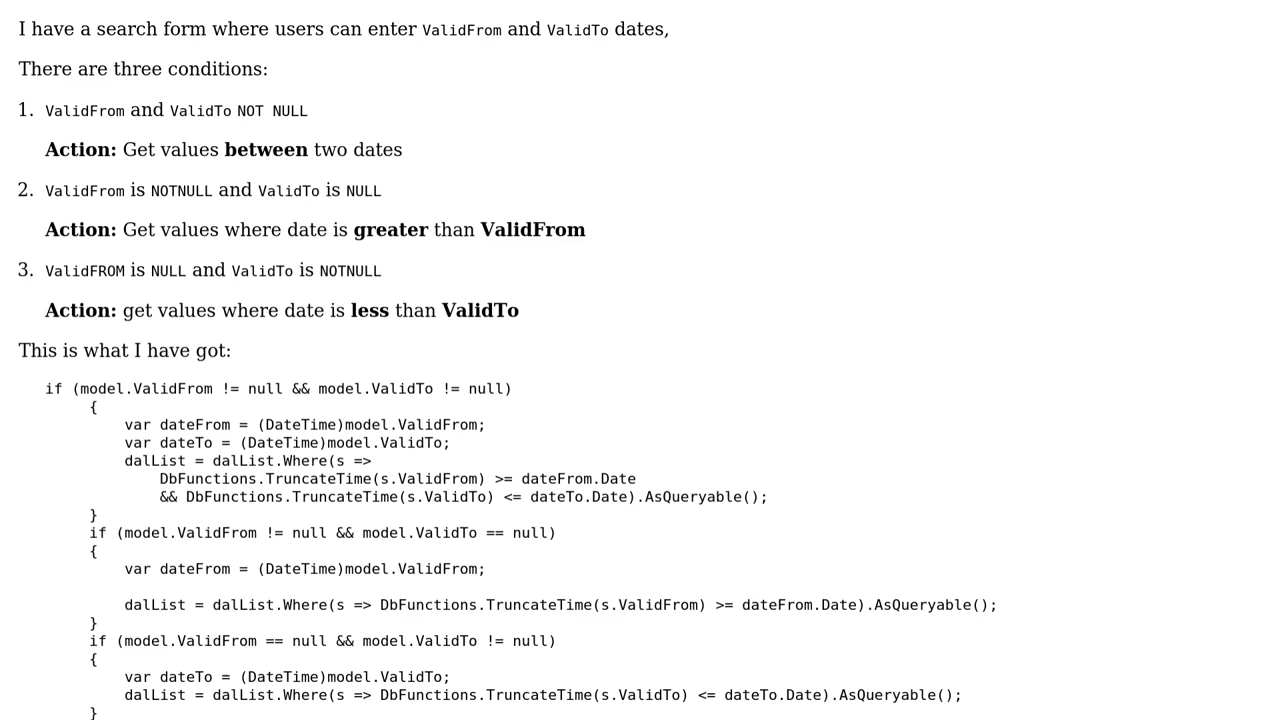 I have a search form where users can enter ValidFrom and ValidTo dates,
There are three conditions:
1. ValidFrom and ValidTo NOT NULL
Action: Get values between two dates
2. ValidFrom is NOTNULL and ValidTo is NULL
Action: Get values where date is greater than ValidFrom
3. ValidFROM is NULL and ValidTo is NOTNULL
Action: get values where date is less than ValidTo
This is what I have got:
if (model.ValidFrom != null && model.ValidTo != null)
{
var dateFrom = (DateTime)model.ValidFrom;
var dateTo = (DateTime)model.ValidTo;
dalList = dalList.Where(s =>
DbFunctions.TruncateTime(s.ValidFrom) >= dateFrom.Date
&& DbFunctions.TruncateTime(s.ValidTo) <= dateTo.Date).AsQueryable();
}
if (model.ValidFrom != null && model.ValidTo == null)
{
var dateFrom = (DateTime)model.ValidFrom;
dalList = dalList.Where(s => DbFunctions.TruncateTime(s.ValidFrom) >= dateFrom.Date).AsQueryable();
}
if (model.ValidFrom == null && model.ValidTo != null)
{
var dateTo = (DateTime)model.ValidTo;
dalList = dalList.Where(s => DbFunctions.TruncateTime(s.ValidTo) <= dateTo.Date).AsQueryable();
}